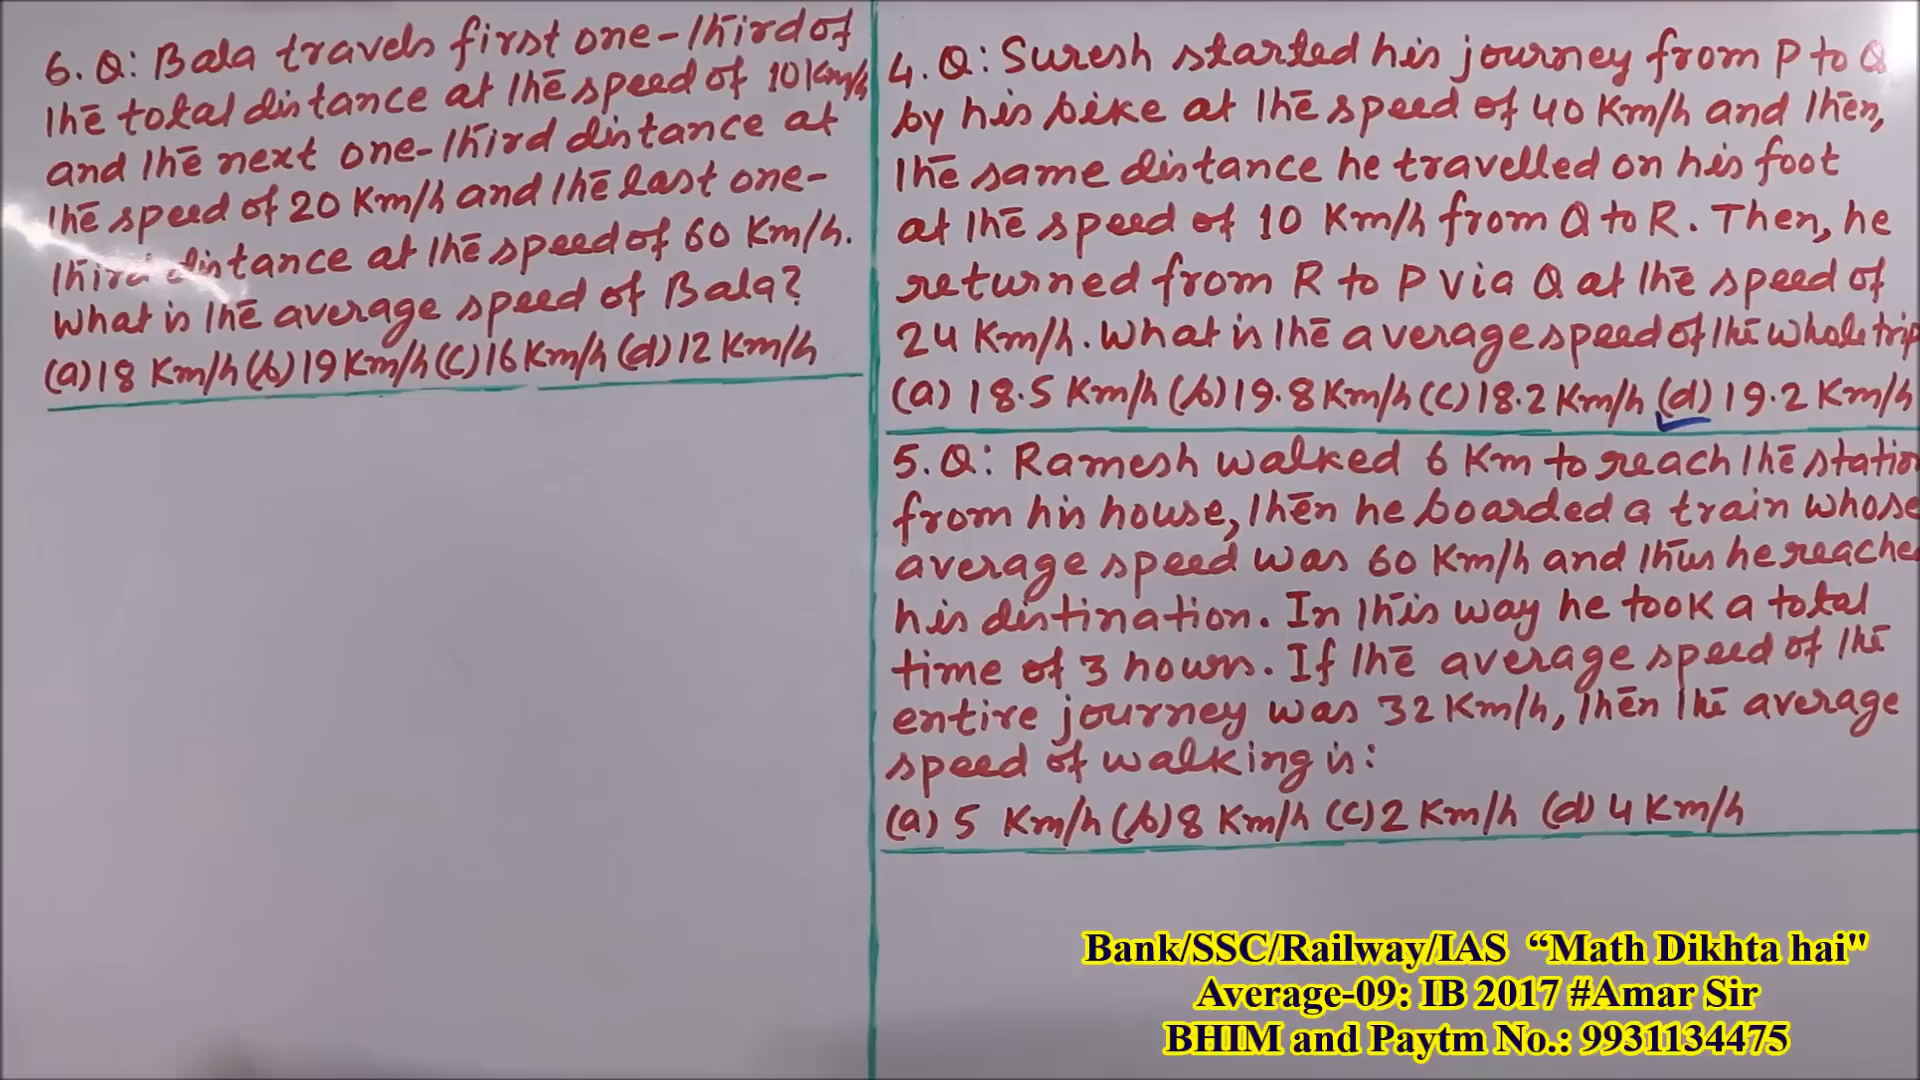 6. Q: Bala travels first one-third of
the total distance at the speed of 10 Km/h
and the next one-third distance at
the speed of 20 Km/h and the last one-
third distance at the speed of 60 Km/h.
What is the average speed of Bala?
(a) 18 Km/h (b) 19 Km/h (c) 16 Km/h (d) 12 Km/h
4. Q: Suresh started his journey from P to Q
by his bike at the speed of 40 Km/h and then,
the same distance he travelled on his foot
at the speed of 10 Km/h from Q to R. Then, he
returned from R to P via Q at the speed of
24 Km/h. What is the average speed of the whole trip
(a) 18.5 Km/h (b) 19.8 Km/h (c) 18.2 Km/h (d) 19.2 Km/h
5. Q: Ramesh walked 6 Km to reach the station
from his house, then he boarded a train whose
average speed was 60 Km/h and thus he reache
his distination. In this way he took a total
time of 3 hours. If the average speed of the
entire journey was 32 Km/h, then the average
speed of walking is:
(a) 5 Km/h (b) 8 Km/h (c) 2 Km/h (d) 4 Km/h
Bank/SSC/Railway/IAS “Math Dikhta hai"
Average-09: IB 2017 #Amar Sir
BHIM and Paytm No.: 9931134475